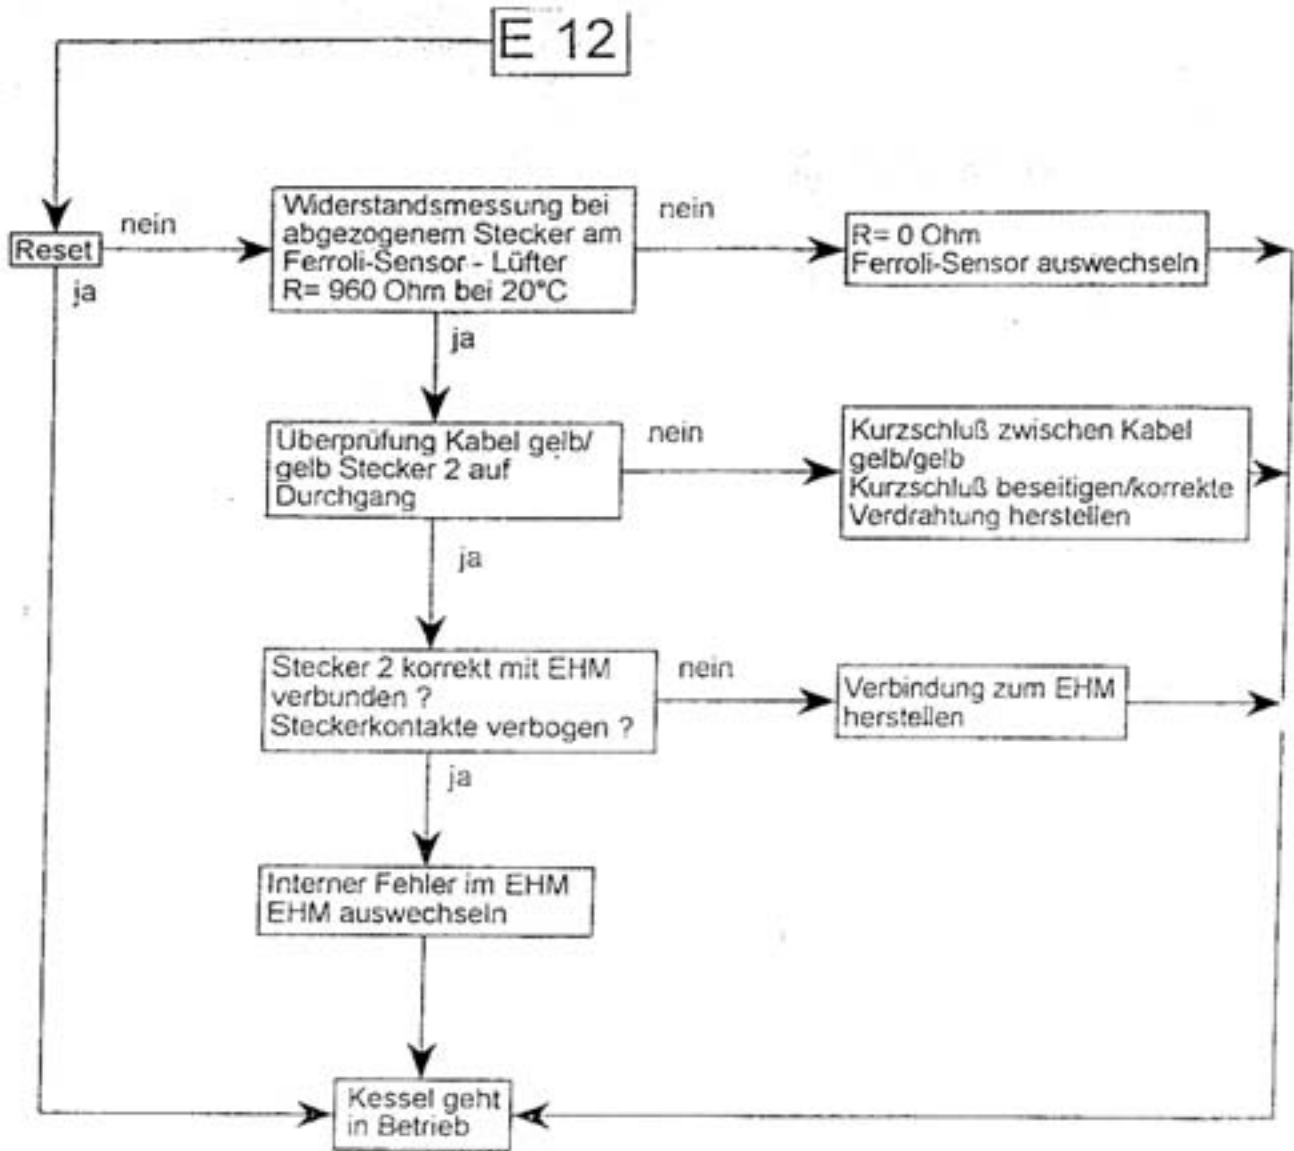 E 12
Reset
nein
ja
Widerstandsmessung bei
abgezogenem Stecker am
Ferroli-Sensor - Lüfter
R= 960 Ohm bei 20°C
nein
R= 0 Ohm
Ferroli-Sensor auswechseln
ja
Überprüfung Kabel gelb/
gelb Stecker 2 auf
Durchgang
nein
Kurzschluß zwischen Kabel
gelb/gelb
Kurzschluß beseitigen/korrekte
Verdrahtung herstellen
ja
Stecker 2 korrekt mit EHM
verbunden ?
Steckerkontakte verbogen ?
nein
Verbindung zum EHM
herstellen
ja
Interner Fehler im EHM
EHM auswechseln
Kessel geht
in Betrieb